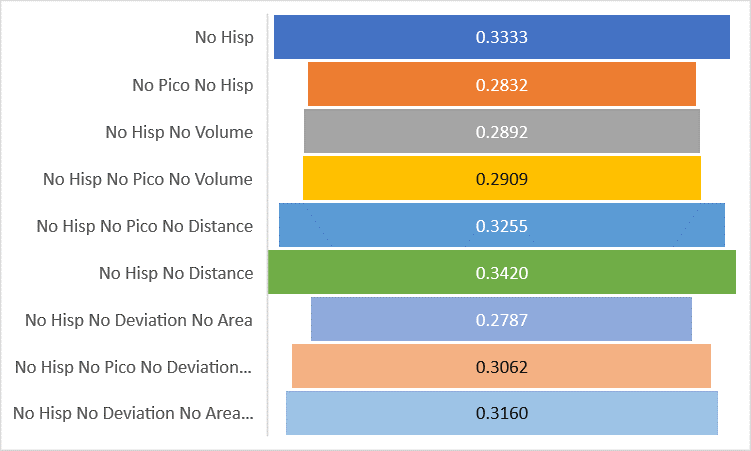 No Hisp 0.3333
No Pico No Hisp 0.2832
No Hisp No Volume 0.2892
No Hisp No Pico No Volume 0.2909
No Hisp No Pico No Distance 0.3255
No Hisp No Distance 0.3420
No Hisp No Deviation No Area 0.2787
No Hisp No Pico No Deviation... 0.3062
No Hisp No Deviation No Area... 0.3160